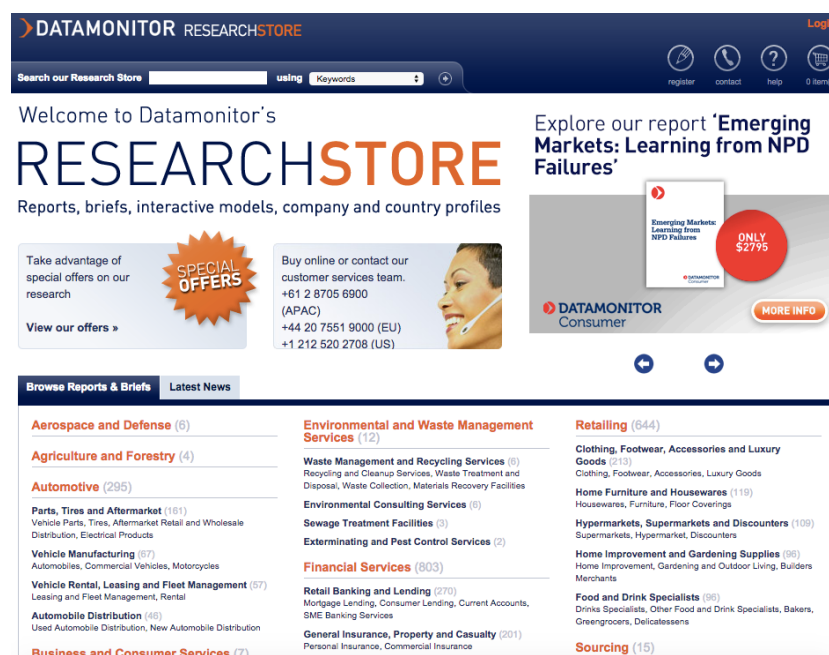 DATAMONITOR RESEARCHSTORE
Search our Research Store
using
Keywords
register
contact
help
Welcome to Datamonitor's
RESEARCHSTORE
Reports, briefs, interactive models, company and country profiles
Take advantage of
special offers on our
research
View our offers »
SPECIAL
OFFERS
Buy online or contact our
customer services team.
+61 2 8705 6900
(APAC)
+44 20 7551 9000 (EU)
+1 212 520 2708 (US)
Explore our report 'Emerging
Markets: Learning from NPD
Failures'
Emerging Markets:
Learning from
NPD Failures
DATAMONITOR
Consumer
ONLY
$2795
DATAMONITOR
Consumer
MORE INFO
Browse Reports & Briefs
Latest News
Aerospace and Defense (6)
Agriculture and Forestry (4)
Automotive (295)
Parts, Tires and Aftermarket (161)
Vehicle Parts, Tires, Aftermarket Retail and Wholesale
Distribution, Electrical Products
Vehicle Manufacturing (67)
Automobiles, Commercial Vehicles, Motorcycles
Vehicle Rental, Leasing and Fleet Management (57)
Leasing and Fleet Management, Rental
Automobile Distribution (46)
Used Automobile Distribution, New Automobile Distribution
Business and Consumer Services (7)
Environmental and Waste Management
Services (12)
Waste Management and Recycling Services (6)
Recycling and Cleanup Services, Waste Treatment and
Disposal, Waste Collection, Materials Recovery Facilities
Environmental Consulting Services (6)
Sewage Treatment Facilities (3)
Exterminating and Pest Control Services (2)
Financial Services (803)
Retail Banking and Lending (270)
Mortgage Lending, Consumer Lending, Current Accounts,
SME Banking Services
General Insurance, Property and Casualty (201)
Personal Insurance, Commercial Insurance
Retailing (644)
Clothing, Footwear, Accessories and Luxury
Goods (213)
Clothing, Footwear, Accessories, Luxury Goods
Home Furniture and Housewares (119)
Housewares, Furniture, Floor Coverings
Hypermarkets, Supermarkets and Discounters (109)
Supermarkets, Hypermarket, Discounters
Home Improvement and Gardening Supplies (96)
Home Improvement, Gardening and Outdoor Living, Builders
Merchants
Food and Drink Specialists (96)
Drinks Specialists, Other Food and Drink Specialists, Bakers,
Greengrocers, Delicatessens
Sourcing (15)